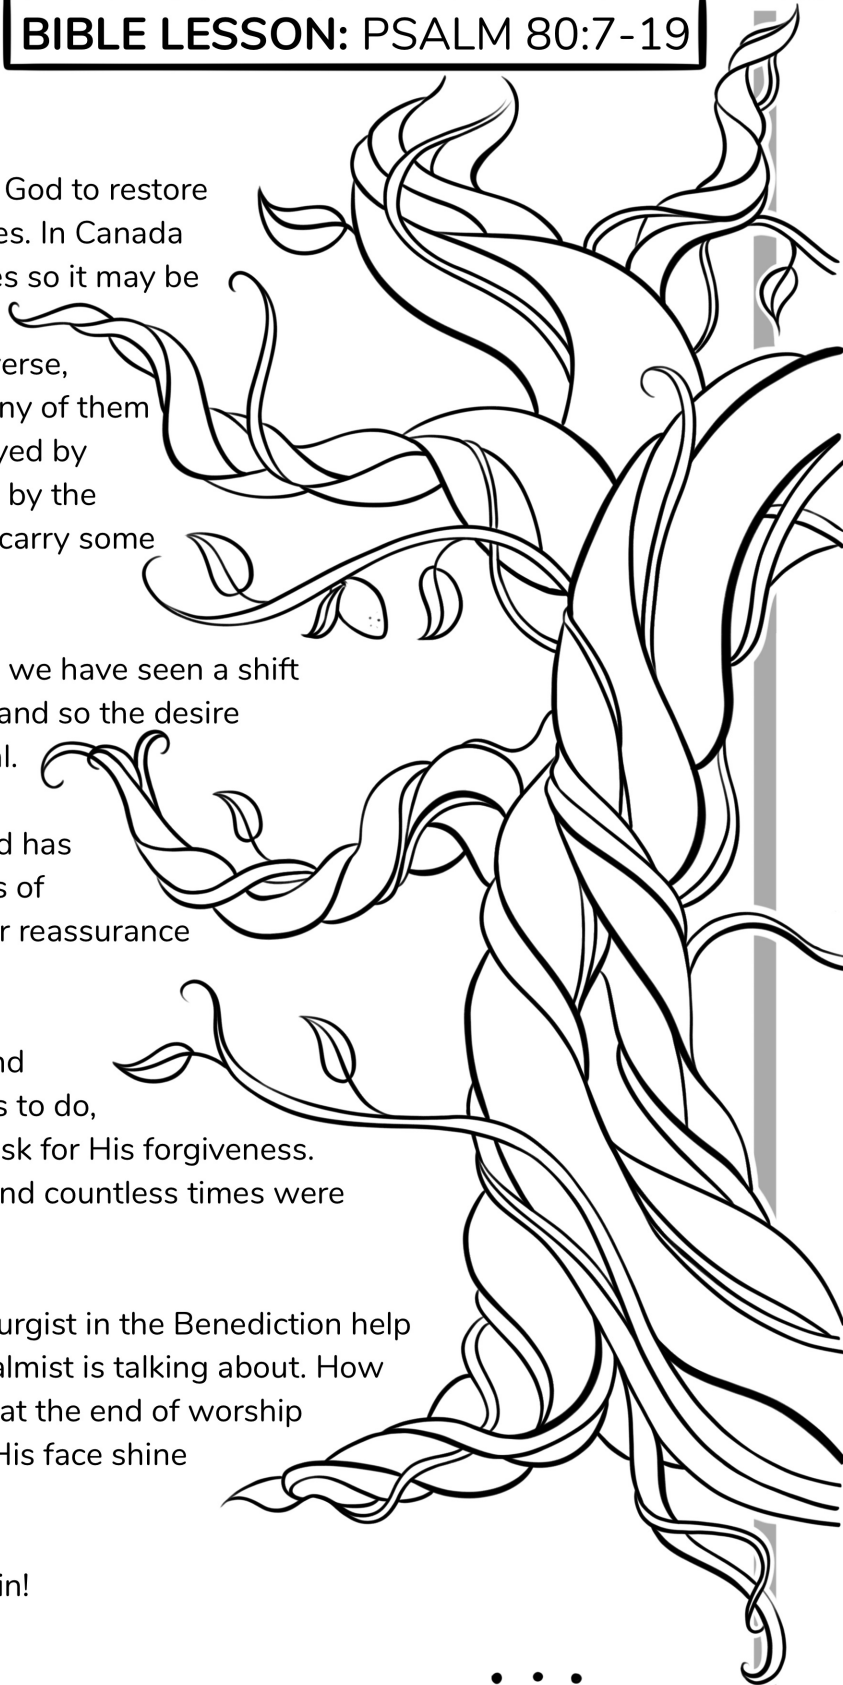 BIBLE LESSON: PSALM 80:7-19
God to restore
es. In Canada
es so it may be
erse,
ny of them
yed by
by the
carry some
we have seen a shift
and so the desire
l.
d has
s of
r reassurance
nd
s to do,
sk for His forgiveness.
nd countless times were
urgist in the Benediction help
almist is talking about. How
at the end of worship
His face shine
in!
• • •